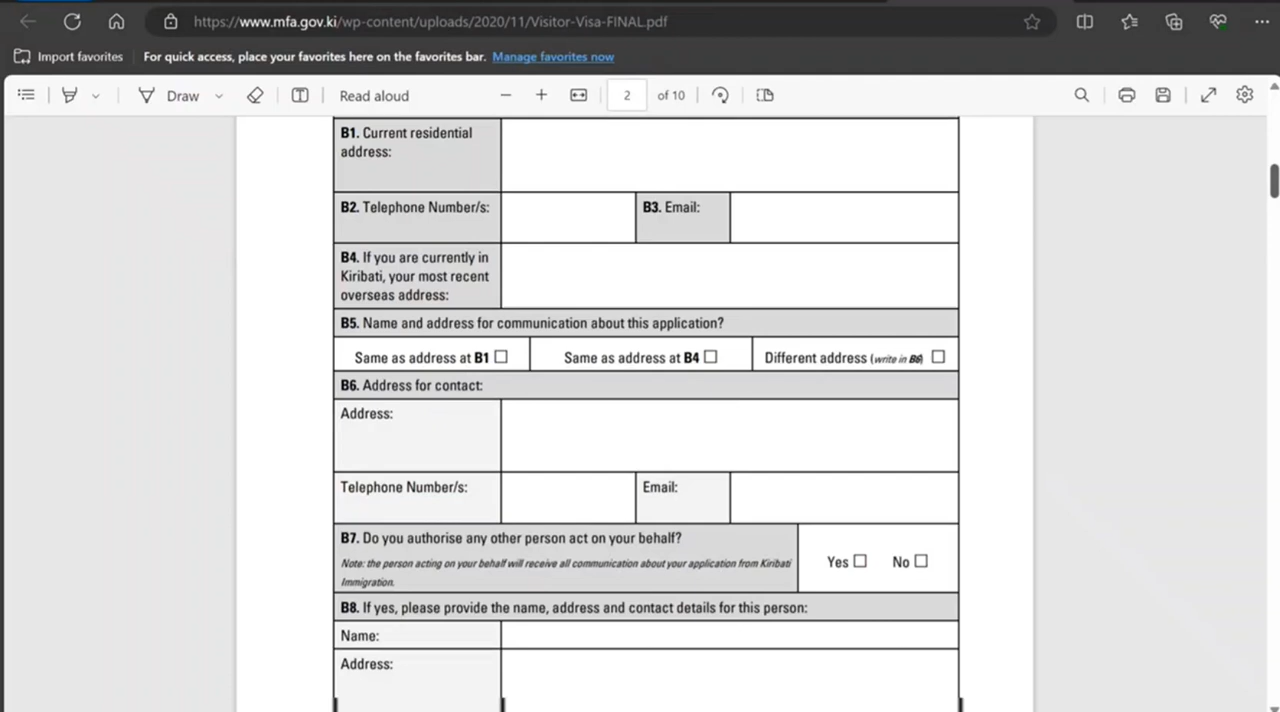 https://www.mfa.gov.ki/wp-content/uploads/2020/11/Visitor-Visa-FINAL.pdf
Import favorites For quick access, place your favorites here on the favorites bar. Manage favorites now
Draw Read aloud 2 of 10
B1. Current residential
address:
B2. Telephone Number/s: B3. Email:
B4. If you are currently in
Kiribati, your most recent
overseas address:
B5. Name and address for communication about this application?
Same as address at B1 Same as address at B4 Different address (write in B6)
B6. Address for contact:
Address:
Telephone Number/s: Email:
B7. Do you authorise any other person act on your behalf?
Note: the person acting on your behalf will receive all communication about your application from Kiribati
Immigration.
Yes No
B8. If yes, please provide the name, address and contact details for this person:
Name:
Address: